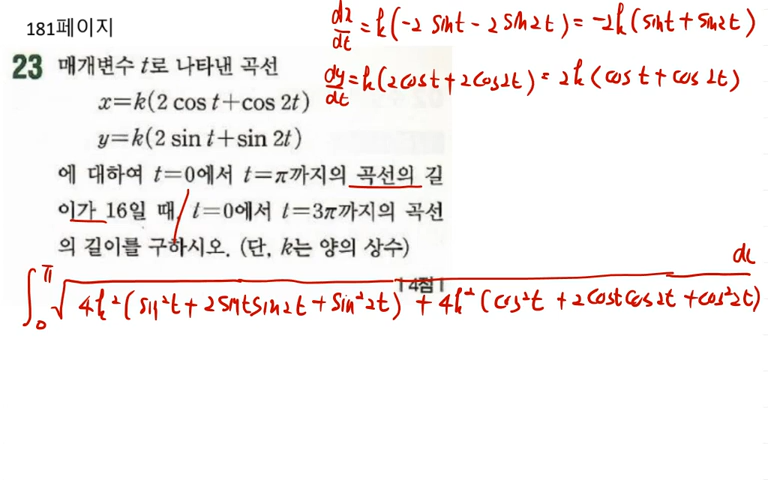 181페이지
dx/dt = k(-2 sint - 2 sin2t) = -2k(sint + sin2t)
23 매개변수 t로 나타낸 곡선
x=k(2 cos t+cos 2t)
dy/dt = k(2cost + 2cos2t) = 2k(cost + cos 2t)
y=k(2 sin t+sin 2t)
에 대하여 t=0에서 t=π까지의 곡선의 길
이가 16일 때, t=0에서 t=3π까지의 곡선
의 길이를 구하시오. (단, k는 양의 상수)
| 4점 |
∫₀^π √4k²(sin²t + 2sintsin2t + sin²2t) + 4k²(cos²t + 2costcos2t + cos²2t) dt